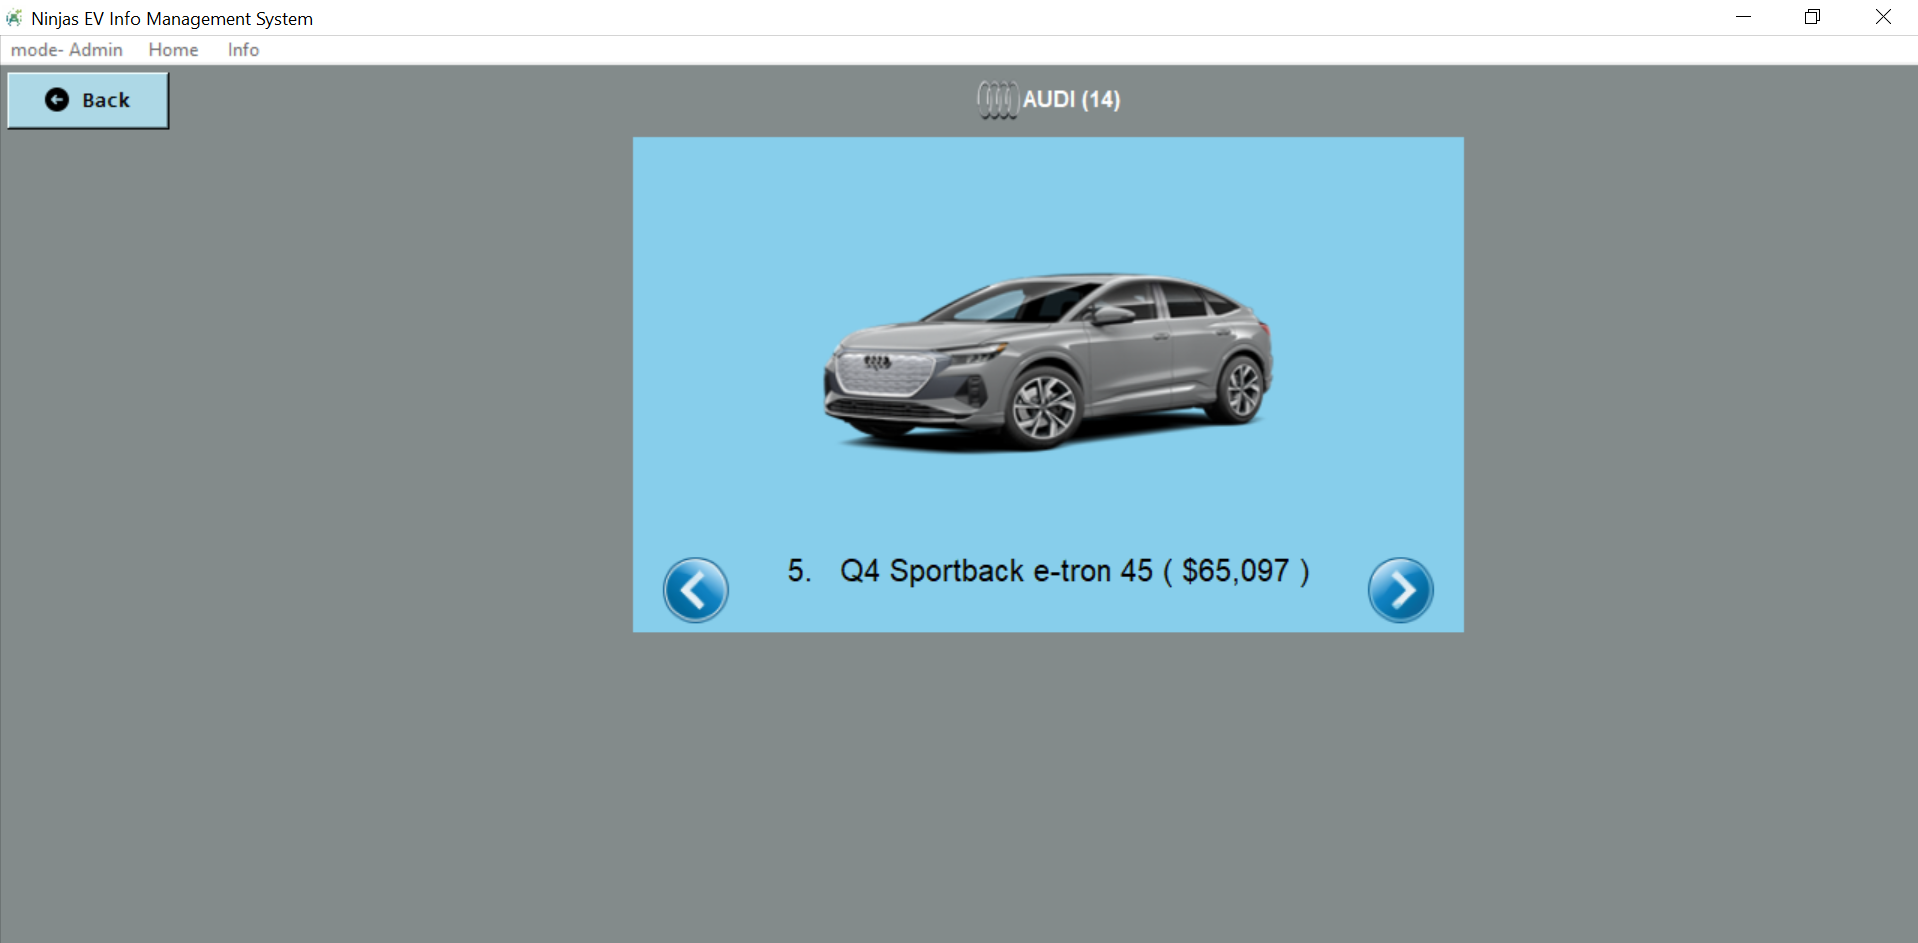 Ninjas EV Info Management System
mode- Admin Home Info
Back
AUDI (14)
5. Q4 Sportback e-tron 45 ( $65,097 )